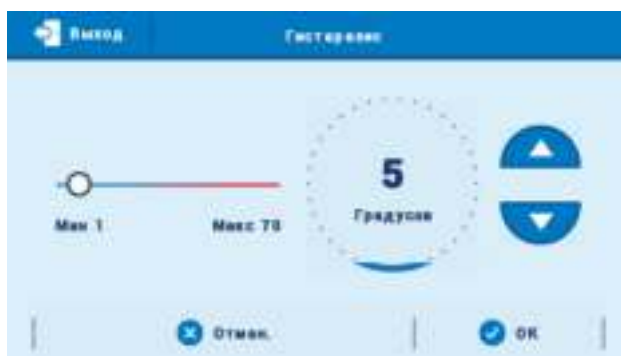 Выход
Гистерезис
5
Градусов
Мин 1
Макс 70
Отмен.
OK